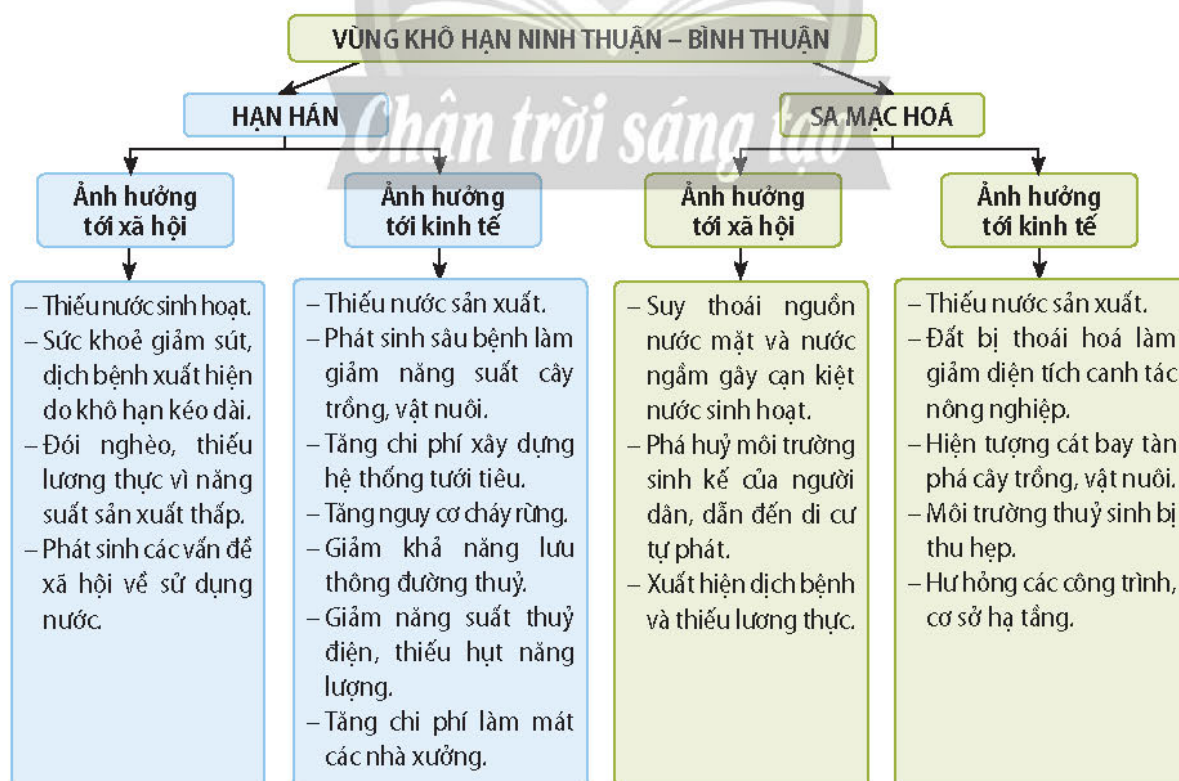 VÙNG KHÔ HẠN NINH THUẬN – BÌNH THUẬN
Chân trời sáng tạo
HẠN HÁN
SA MẠC HOÁ
Ảnh hưởng
tới xã hội
Ảnh hưởng
tới kinh tế
Ảnh hưởng
tới xã hội
Ảnh hưởng
tới kinh tế
– Thiếu nước sinh hoạt.
– Sức khoẻ giảm sút,
dịch bệnh xuất hiện
do khô hạn kéo dài.
– Đói nghèo, thiếu
lương thực vì năng
suất sản xuất thấp.
– Phát sinh các vấn đề
xã hội về sử dụng
nước.
– Thiếu nước sản xuất.
– Phát sinh sâu bệnh làm
giảm năng suất cây
trồng, vật nuôi.
– Tăng chi phí xây dựng
hệ thống tưới tiêu.
– Tăng nguy cơ cháy rừng.
– Giảm khả năng lưu
thông đường thuỷ.
– Giảm năng suất thuỷ
điện, thiếu hụt năng
lượng.
– Tăng chi phí làm mát
các nhà xưởng.
– Suy thoái nguồn
nước mặt và nước
ngầm gây cạn kiệt
nước sinh hoạt.
– Phá huỷ môi trường
sinh kế của người
dân, dẫn đến di cư
tự phát.
– Xuất hiện dịch bệnh
và thiếu lương thực.
– Thiếu nước sản xuất.
– Đất bị thoái hoá làm
giảm diện tích canh tác
nông nghiệp.
– Hiện tượng cát bay tàn
phá cây trồng, vật nuôi.
– Môi trường thuỷ sinh bị
thu hẹp.
– Hư hỏng các công trình,
cơ sở hạ tầng.